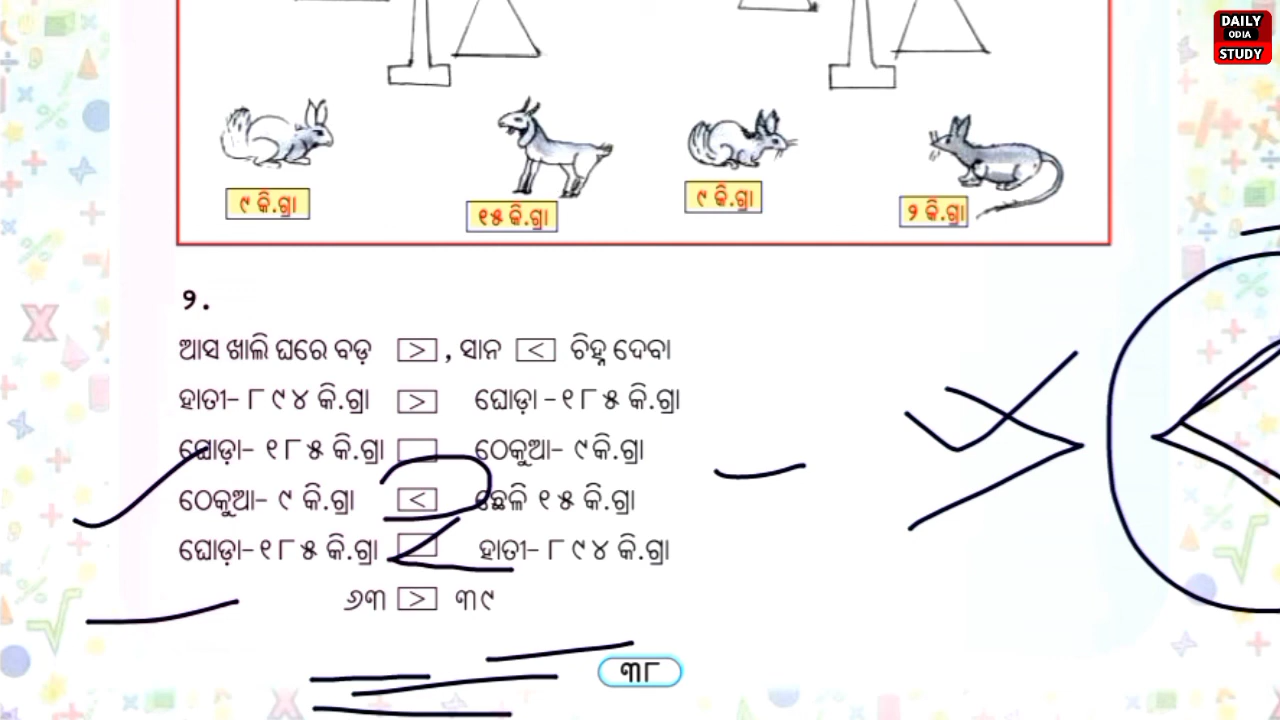 DAILY
ODIA
STUDY
୯ କି.ଗ୍ରା
୧୫ କି.ଗ୍ରା
୯ କି.ଗ୍ରା
୨ କି.ଗ୍ରା
୨.
ଆସ ଖାଲି ଘରେ ବଡ଼ > , ସାନ < ଚିହ୍ନ ଦେବା
ହାତୀ- ୮୯୪ କି.ଗ୍ରା > ଘୋଡ଼ା -୧୮୫ କି.ଗ୍ରା
ଘୋଡ଼ା- ୧୮୫ କି.ଗ୍ରା ଠେକୁଆ- ୯କି.ଗ୍ରା
ଠେକୁଆ- ୯ କି.ଗ୍ରା < ଛେଳି ୧୫ କି.ଗ୍ରା
ଘୋଡ଼ା-୧୮୫ କି.ଗ୍ରା < ହାତୀ- ୮୯୪ କି.ଗ୍ରା
୬୩ > ୩୯
୩୮